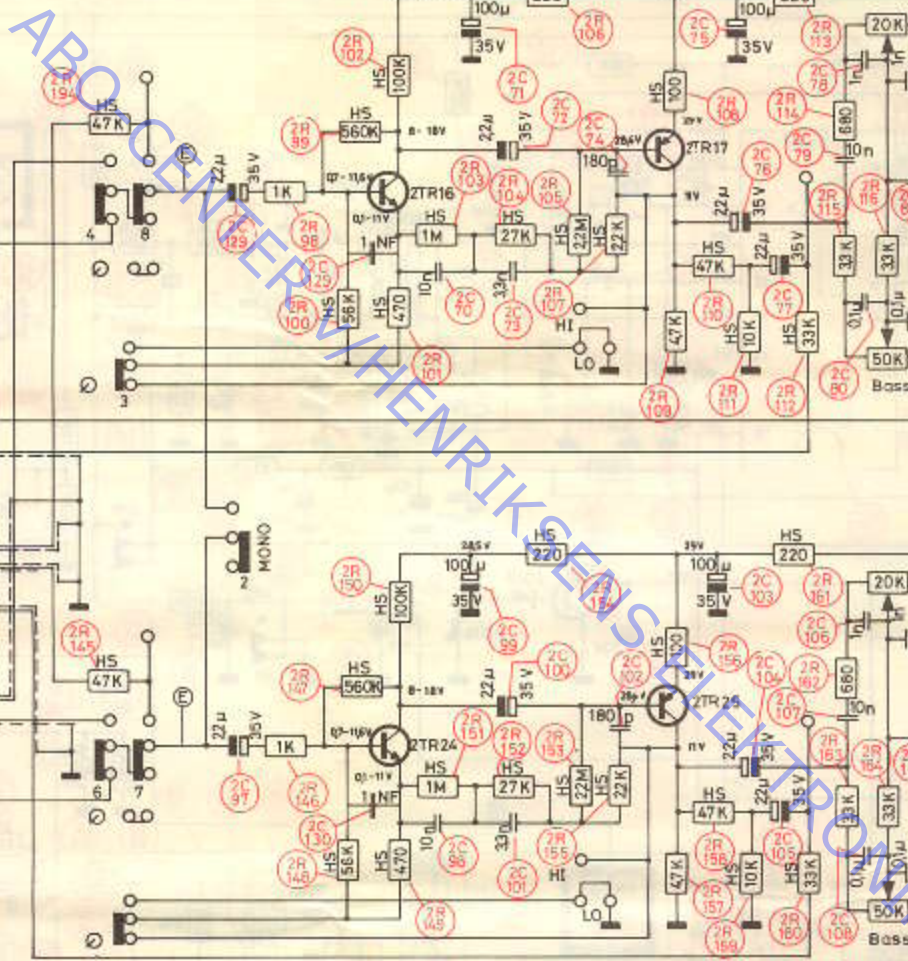 ABO-CENTER V/HENRIKSENS ELEKTRON
100µ
35V
2C
71
2R
106
100µ
35V
2C
75
2R
113
20K
1n
2C
78
2R
102
HS
100K
HS
100
2R
114
680
2R
194
HS
47K
2R
99
HS
560K
8-18V
22µ
35V
2C
72
2C
74
180p
2TR17
2C
79
10n
E
22µ
35V
1K
2C
129
2R
98
2TR16
2R
103
2R
104
2R
105
2C
76
22µ
35V
2R
115
2R
116
4
8
HS
1M
HS
27K
HS
22K
2R
107
HS
47K
2R
110
22µ
35V
2C
77
33K
33K
1NF
10n
2C
70
33n
2C
73
2R
100
HS
56K
HS
470
2R
101
HI
LO
47K
2R
109
HS
10K
2R
111
HS
33K
2R
112
0,1µ
2C
80
0,1µ
50K
Bass
3
MONO
2
2R
150
HS
100K
100µ
35V
2C
99
HS
220
2R
154
29V
100µ
35V
2C
103
HS
220
2R
161
20K
1n
2C
106
2R
145
HS
47K
2R
147
HS
560K
8-18V
22µ
35V
2C
100
2C
102
180p
HS
100
2R
156
2TR25
2C
104
2R
162
680
2C
107
10n
E
22µ
35V
1K
2C
97
2R
146
2TR24
2R
151
2R
152
2R
153
11V
22µ
35V
2R
163
6
7
HS
1M
HS
27K
HS
22M
22K
2R
155
HS
47K
2R
158
22µ
35V
2C
105
33K
33K
1NF
2C
130
10n
2C
98
33n
2C
101
2R
148
HS
56K
HS
470
2R
149
HI
LO
47K
2R
157
HS
10K
2R
159
HS
33K
2R
160
0,1µ
2C
108
50K
Bass